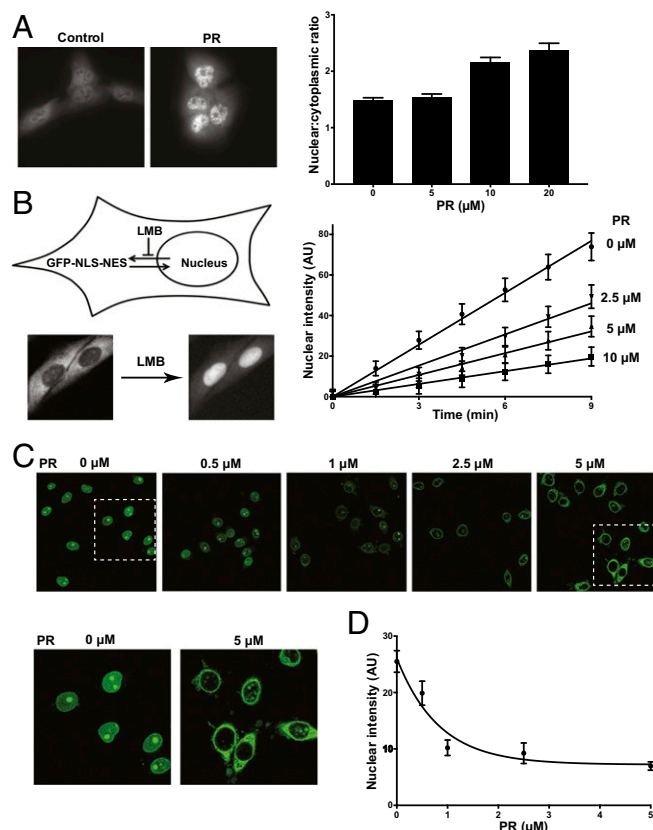 A
Control
PR
Nuclear:cytoplasmic ratio
3
2
1
0
5
10
20
PR (µM)
B
LMB
GFP-NLS-NES
Nucleus
LMB
Nuclear intensity (AU)
80
60
40
20
0
0
3
6
9
Time (min)
PR
0 µM
2.5 µM
5 µM
10 µM
C
PR
0 µM
0.5 µM
1 µM
2.5 µM
5 µM
PR
0 µM
5 µM
D
Nuclear intensity (AU)
30
20
10
0
0
1
2
3
4
5
PR (µM)